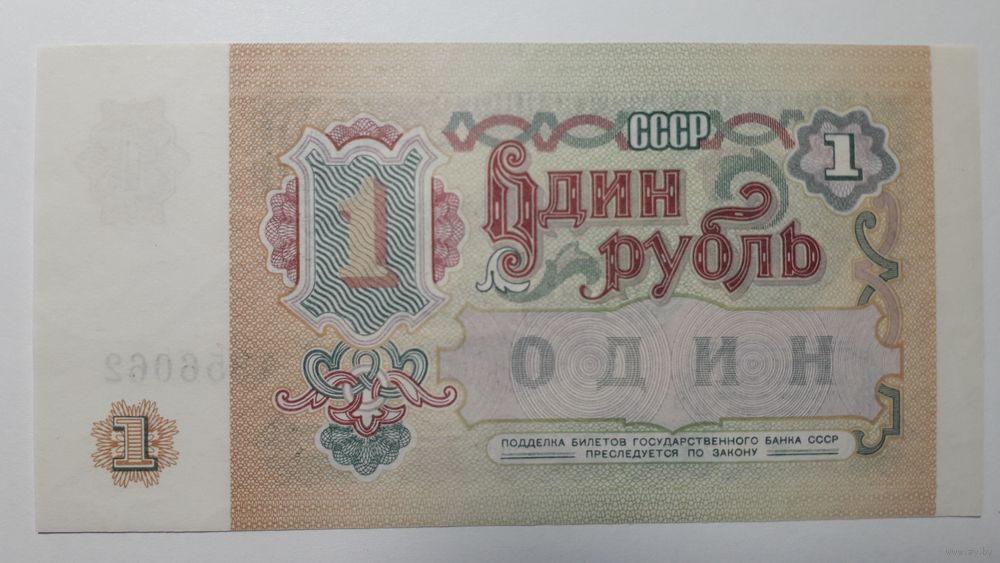 СССР
1
1
Один
рубль
ОДИН
ПОДДЕЛКА БИЛЕТОВ ГОСУДАРСТВЕННОГО БАНКА СССР
ПРЕСЛЕДУЕТСЯ ПО ЗАКОНУ
1